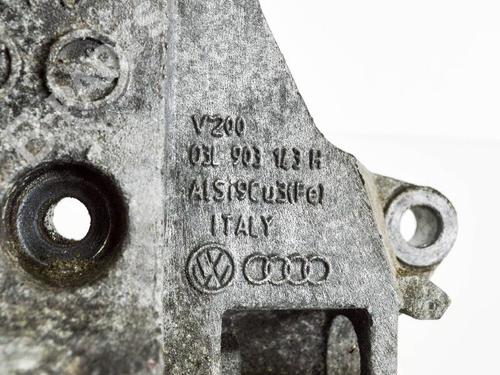 V200
03L 903 143 H
AlSi9Cu3(Fe)
ITALY